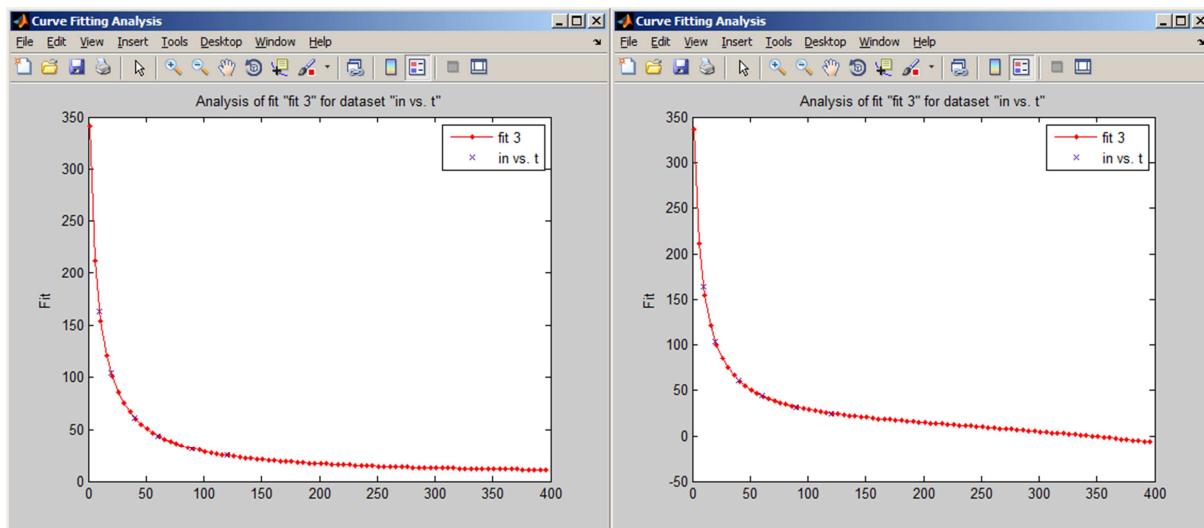 Curve Fitting Analysis
File Edit View Insert Tools Desktop Window Help
Analysis of fit "fit 3" for dataset "in vs. t"
350
300
250
200
150
100
50
0
Fit
fit 3
in vs. t
0 50 100 150 200 250 300 350 400
Curve Fitting Analysis
File Edit View Insert Tools Desktop Window Help
Analysis of fit "fit 3" for dataset "in vs. t"
350
300
250
200
150
100
50
0
-50
Fit
fit 3
in vs. t
0 50 100 150 200 250 300 350 400